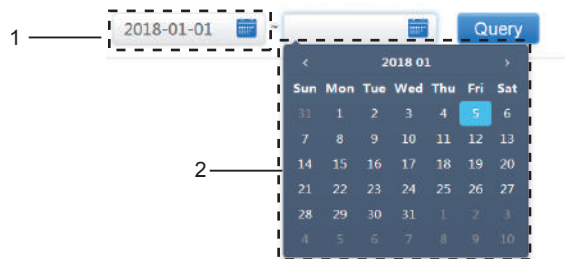 1
2018-01-01 ~ Query
‹ 2018 01 ›
Sun Mon Tue Wed Thu Fri Sat
31 1 2 3 4 5 6
7 8 9 10 11 12 13
2
14 15 16 17 18 19 20
21 22 23 24 25 26 27
28 29 30 31 1 2 3
4 5 6 7 8 9 10